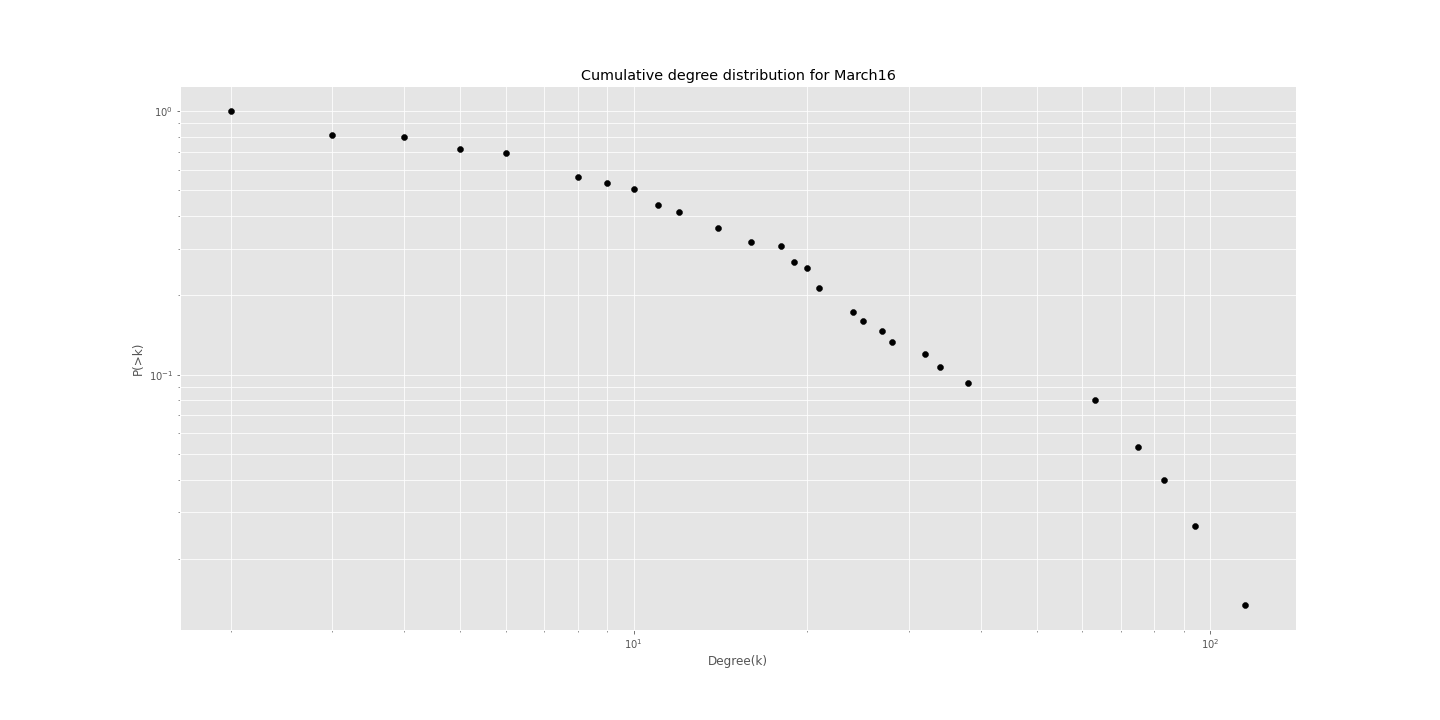 Cumulative degree distribution for March16
10⁰
10⁻¹
P(>k)
10¹
10²
Degree(k)